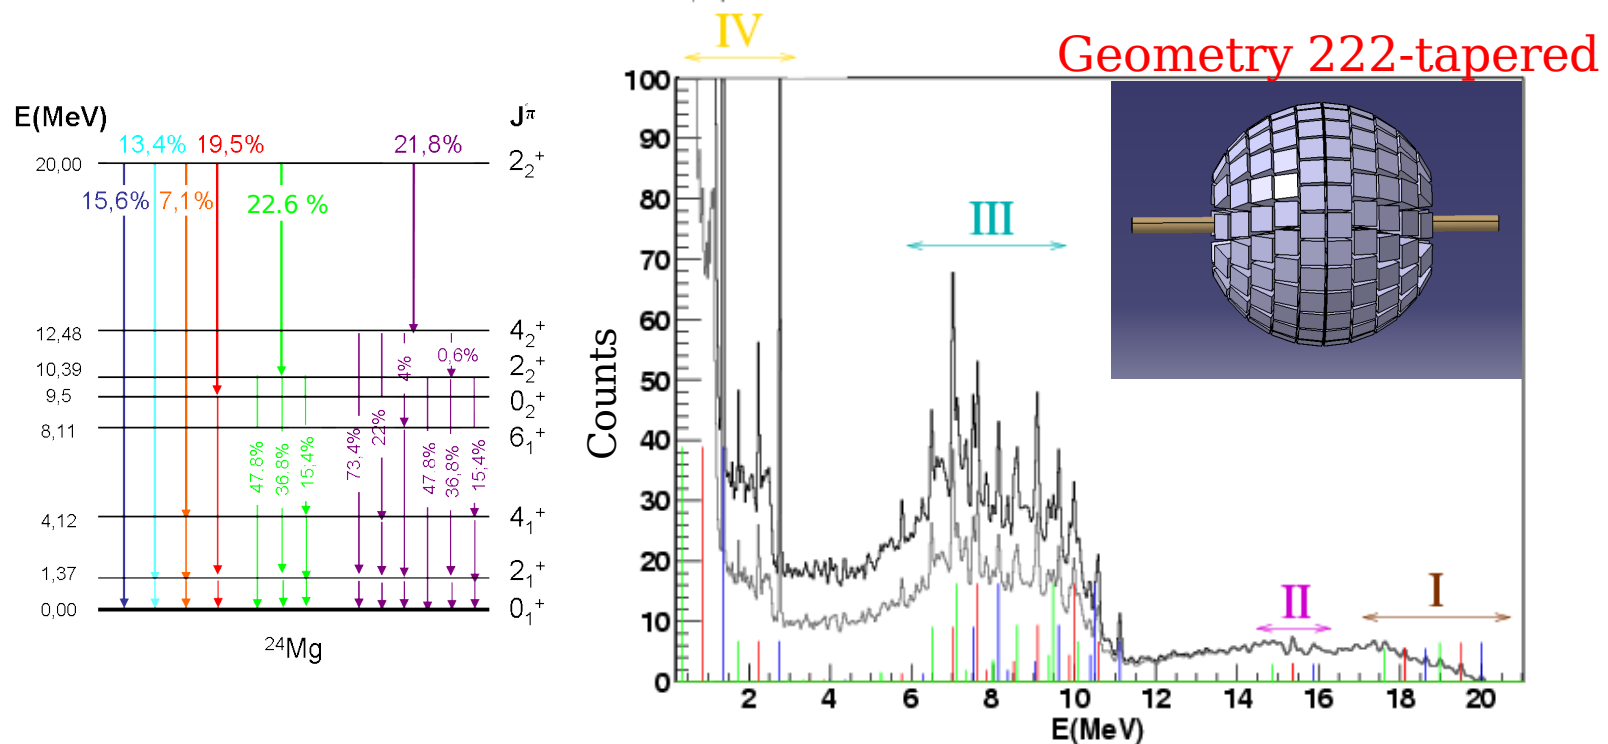 IV
Geometry 222-tapered
E(MeV)
J^π
13,4% 19,5% 21,8%
20,00 2₂⁺
15,6% 7,1% 22.6 %
12,48 4₂⁺
4% 0,6%
10,39 2₂⁺
9,5 0₂⁺
8,11 6₁⁺
47.8% 36.8% 15,4% 73,4% 22% 47.8% 36,8% 15,4%
4,12 4₁⁺
1,37 2₁⁺
0,00 0₁⁺
²⁴Mg
III
II
I
Counts
100
90
80
70
60
50
40
30
20
10
0
2 4 6 8 10 12 14 16 18 20
E(MeV)